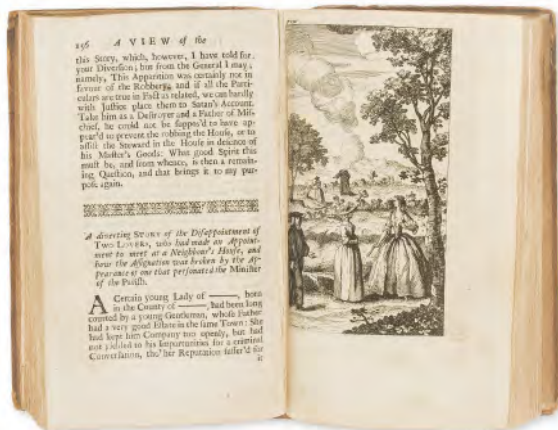 156 A VIEW of the
this Story, which, however, I have told for
your Diversion; but from the General I may;
namely, This Apparition was certainly not in
favour of the Robbery; and if all the Parti-
culars are true in Fact as related, we can hardly
with Justice place them to Satan's Account.
Take him as a Destroyer and a Father of Mis-
chief, he could not be suppos'd to have ap-
pear'd to prevent the robbing the House, or to
assist the Steward in the House in defence of
his Master's Goods: What good Spirit this
must be, and from whence, is then a remain-
ing Question, and that brings it to my pur-
pose again.
A diverting STORY of the Disappointment of
TWO LOVERS, who had made an Appoint-
ment to meet at a Neighbour's House, and
how the Assignation was broken by the Ap-
pearance of one that personated the Minister
of the Parish.
A Certain young Lady of ——, born
in the County of ——, had been long
courted by a young Gentleman, whose Father
had a very good Estate in the same Town: She
had kept him Company too openly, but had
not yielded to his Importunities for a criminal
Conversation, tho' her Reputation suffer'd for
it